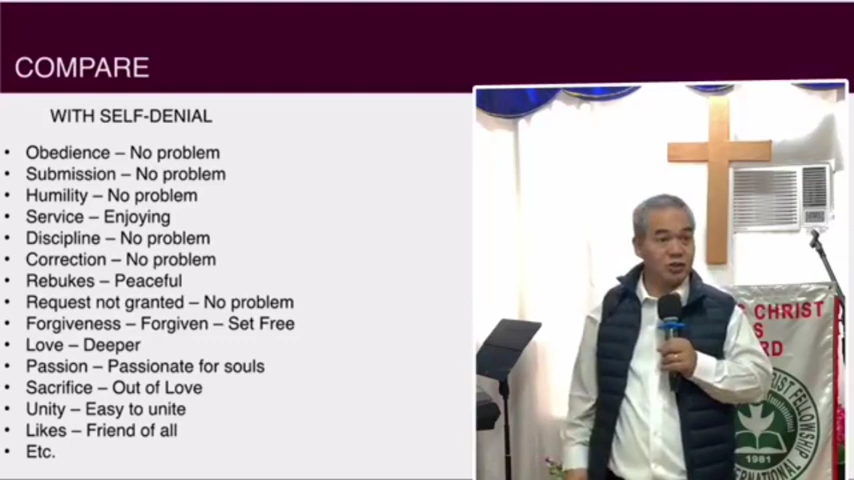 COMPARE
WITH SELF-DENIAL
• Obedience – No problem
• Submission – No problem
• Humility – No problem
• Service – Enjoying
• Discipline – No problem
• Correction – No problem
• Rebukes – Peaceful
• Request not granted – No problem
• Forgiveness – Forgiven – Set Free
• Love – Deeper
• Passion – Passionate for souls
• Sacrifice – Out of Love
• Unity – Easy to unite
• Likes – Friend of all
• Etc.
CHRIST
S
RD
RIST FELLOWSHIP
1981